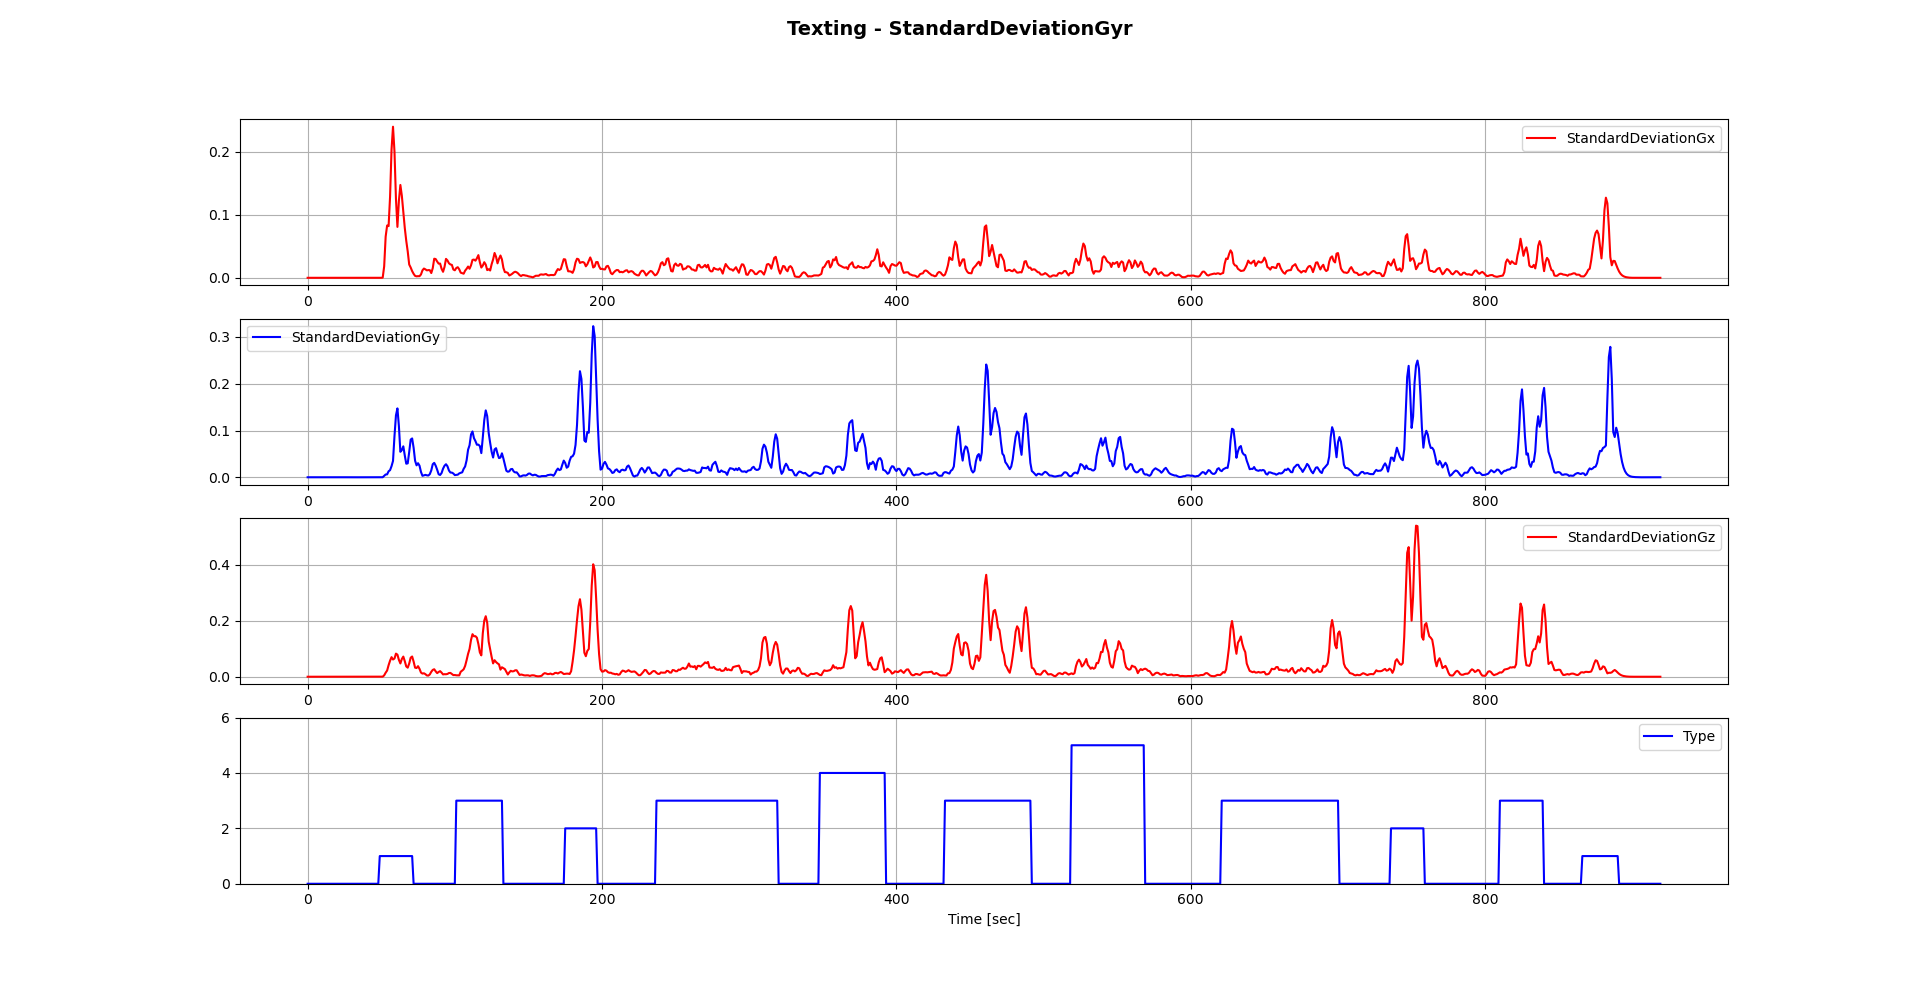 Texting - StandardDeviationGyr
StandardDeviationGx
0.2
0.1
0.0
0 200 400 600 800
StandardDeviationGy
0.3
0.2
0.1
0.0
0 200 400 600 800
StandardDeviationGz
0.4
0.2
0.0
0 200 400 600 800
Type
6
4
2
0
0 200 400 600 800
Time [sec]